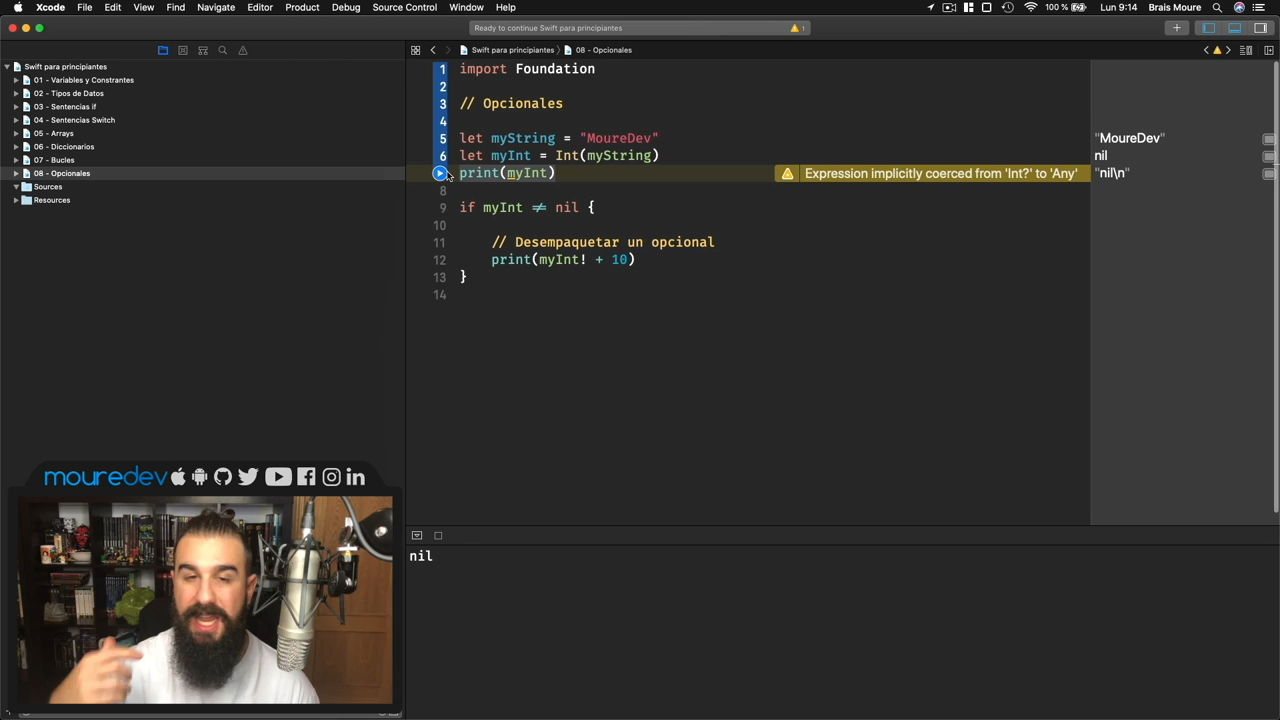 Xcode File Edit View Find Navigate Editor Product Debug Source Control Window Help 100 % Lun 9:14 Brais Moure
Ready to continue Swift para principiantes 1
Swift para principiantes 08 - Opcionales
Swift para principiantes
01 - Variables y Constrantes
02 - Tipos de Datos
03 - Sentencias if
04 - Sentencias Switch
05 - Arrays
06 - Diccionarios
07 - Bucles
08 - Opcionales
Sources
Resources
1 import Foundation
2
3 // Opcionales
4
5 let myString = "MoureDev"
6 let myInt = Int(myString)
print(myInt)
8
9 if myInt ≠ nil {
10
11 // Desempaquetar un opcional
12 print(myInt! + 10)
13 }
14
Expression implicitly coerced from 'Int?' to 'Any'
"MoureDev"
nil
"nil\n"
nil
mouredev